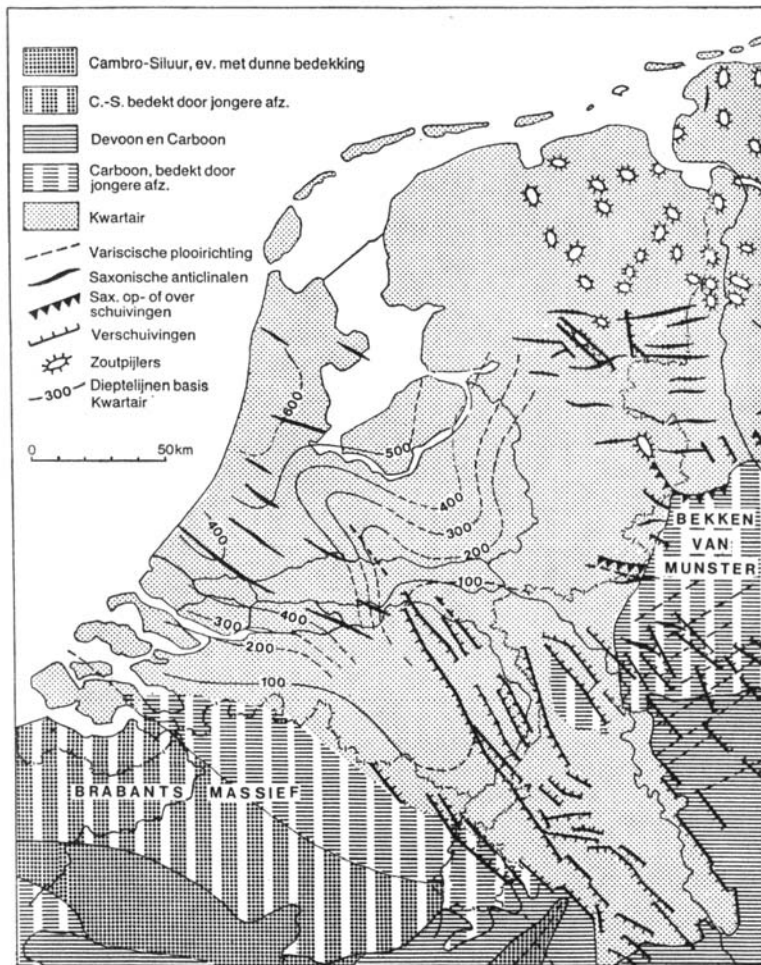 Cambro-Siluur, ev. met dunne bedekking
C.-S. bedekt door jongere afz.
Devoon en Carboon
Carboon, bedekt door
jongere afz.
Kwartair
Variscische plooirichting
Saxonische anticlinalen
Sax. op- of over
schuivingen
Verschuivingen
Zoutpijlers
300 Dieptelijnen basis
Kwartair
0 50 km
600
500
400
300
200
400
100
300
400
200
100
BEKKEN
VAN
MUNSTER
BRABANTS MASSIEF